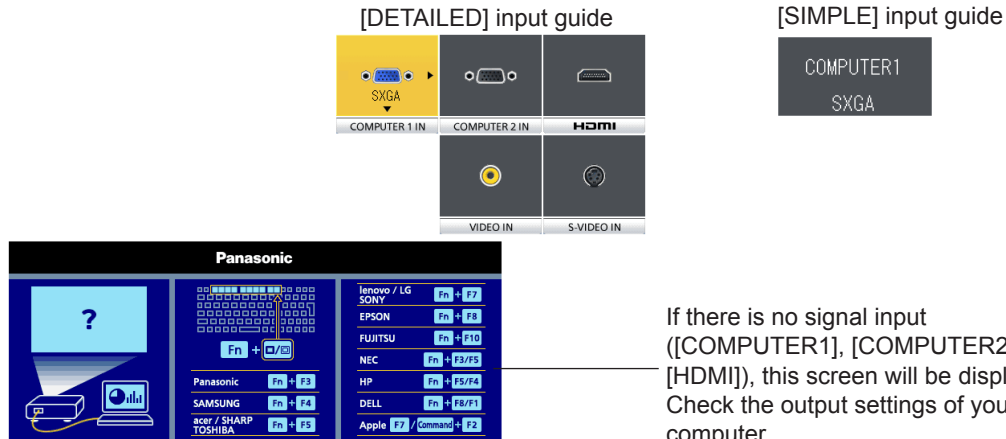 [DETAILED] input guide
[SIMPLE] input guide
SXGA
COMPUTER 1 IN
COMPUTER 2 IN
HDMI
VIDEO IN
S-VIDEO IN
COMPUTER1
SXGA
Panasonic
?
Fn +
Panasonic Fn + F3
SAMSUNG Fn + F4
acer / SHARP
TOSHIBA Fn + F5
lenovo / LG
SONY Fn + F7
EPSON Fn + F8
FUJITSU Fn + F10
NEC Fn + F3/F5
HP Fn + F5/F4
DELL Fn + F8/F1
Apple F7 / Command + F2
If there is no signal input
([COMPUTER1], [COMPUTER2
[HDMI]), this screen will be displ
Check the output settings of you
computer